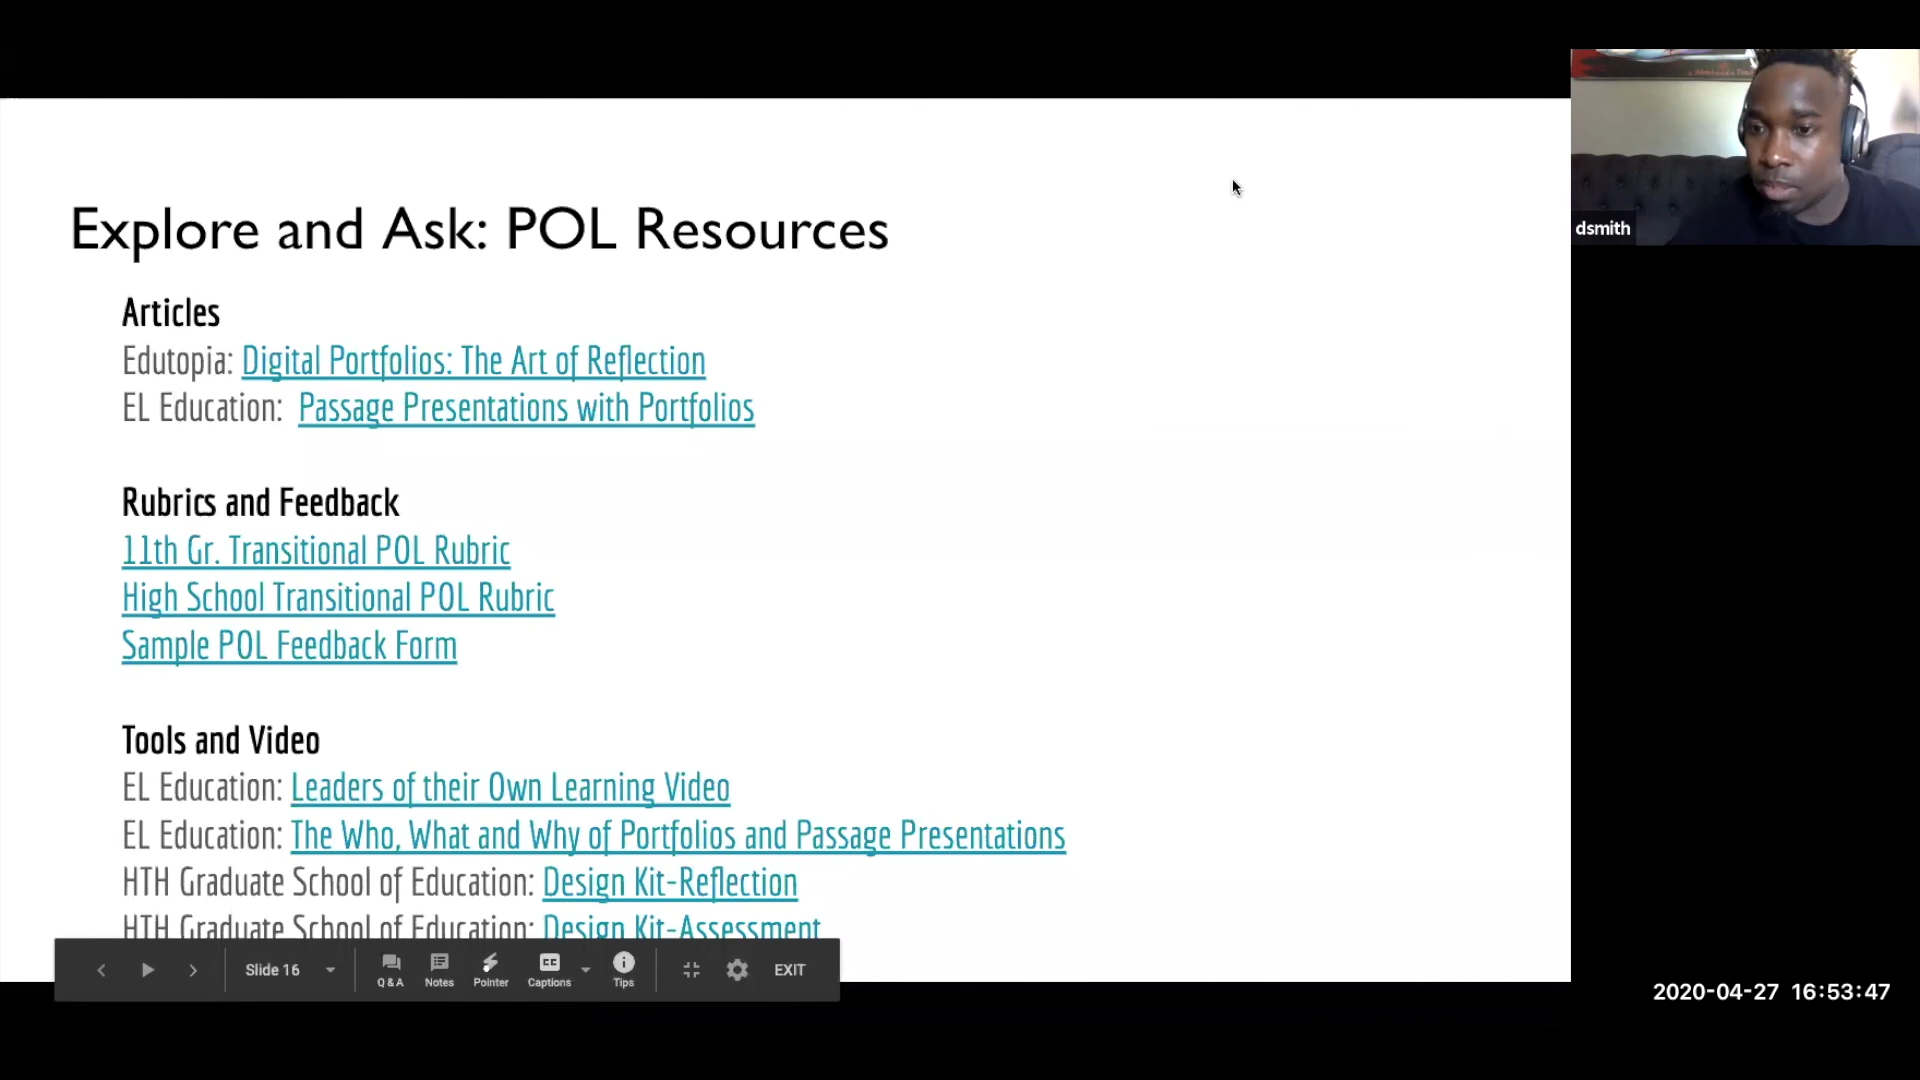 Explore and Ask: POL Resources
Articles
Edutopia: Digital Portfolios: The Art of Reflection
EL Education: Passage Presentations with Portfolios
Rubrics and Feedback
11th Gr. Transitional POL Rubric
High School Transitional POL Rubric
Sample POL Feedback Form
Tools and Video
EL Education: Leaders of their Own Learning Video
EL Education: The Who, What and Why of Portfolios and Passage Presentations
HTH Graduate School of Education: Design Kit-Reflection
HTH Graduate School of Education: Design Kit-Assessment
Slide 16
Q & A
Notes
Pointer
CC
Captions
Tips
EXIT
dsmith
2020-04-27 16:53:47